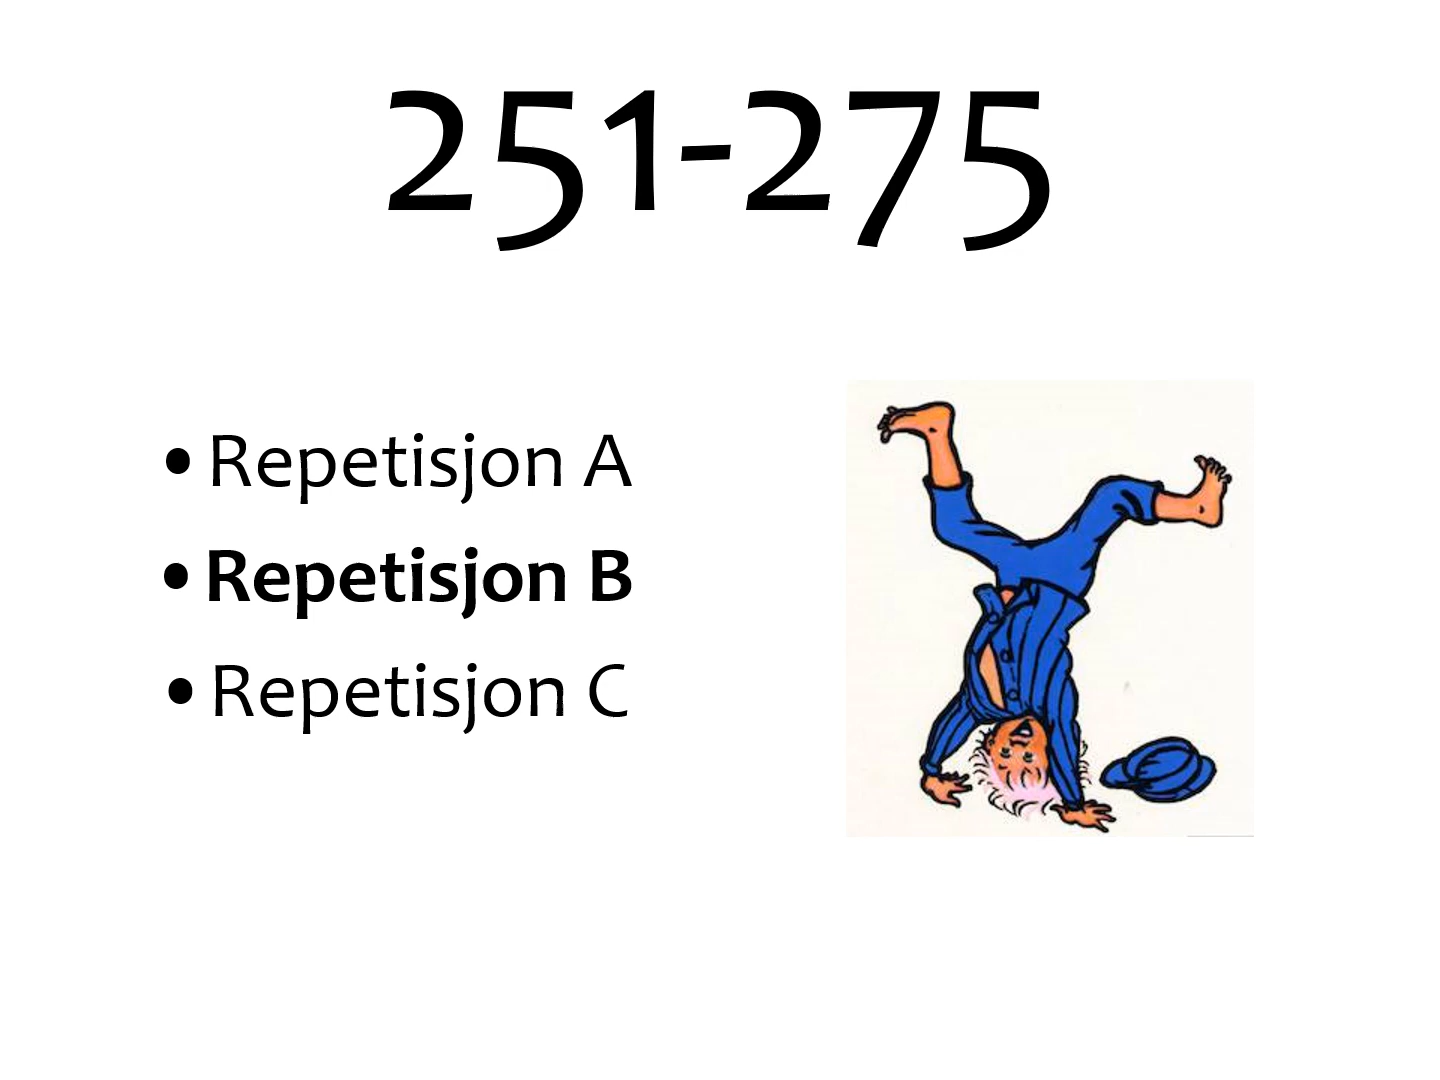 251-275
• Repetisjon A
• Repetisjon B
• Repetisjon C